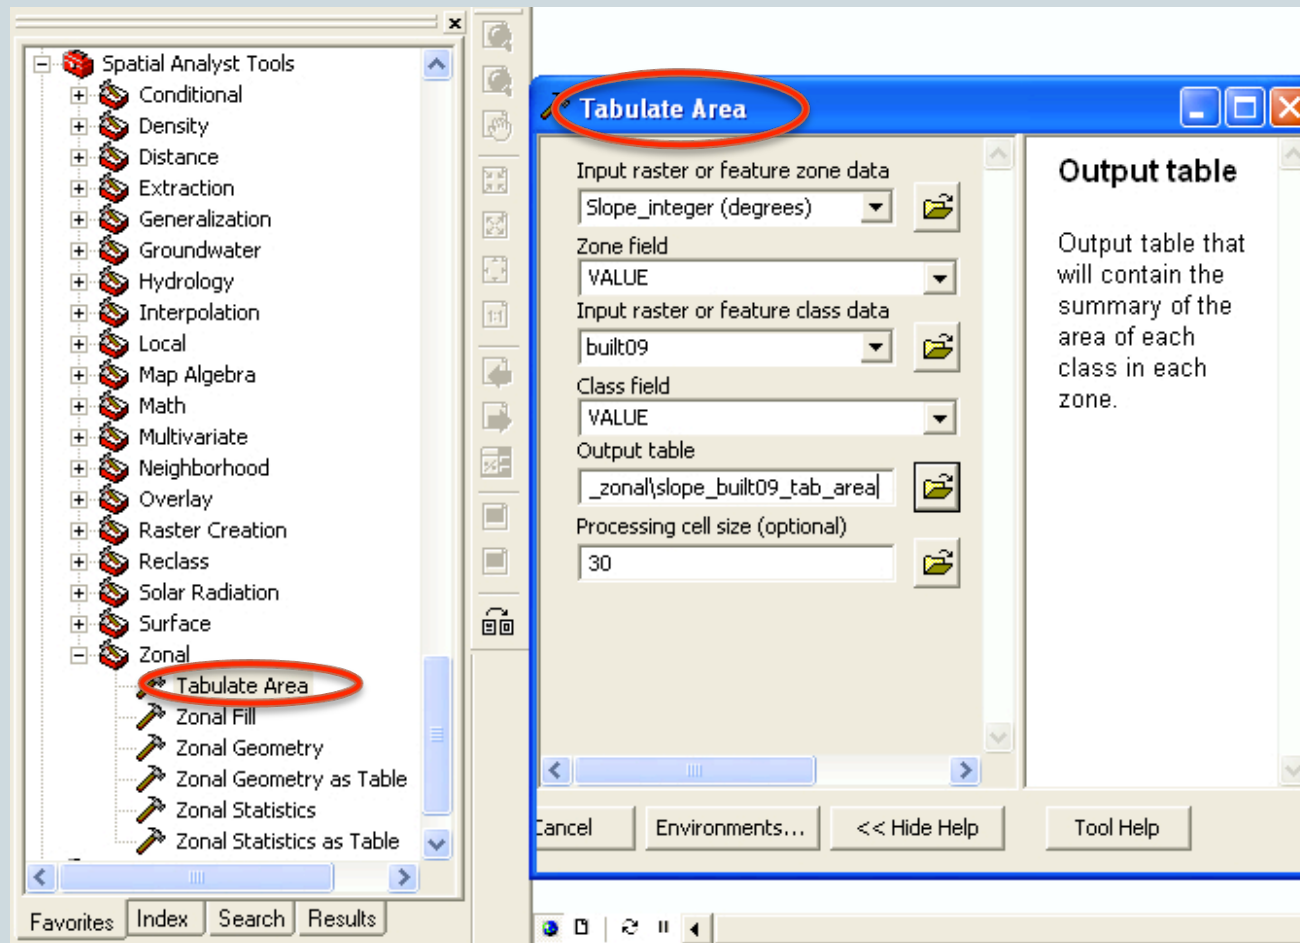 Spatial Analyst Tools
Conditional
Density
Distance
Extraction
Generalization
Groundwater
Hydrology
Interpolation
Local
Map Algebra
Math
Multivariate
Neighborhood
Overlay
Raster Creation
Reclass
Solar Radiation
Surface
Zonal
Tabulate Area
Zonal Fill
Zonal Geometry
Zonal Geometry as Table
Zonal Statistics
Zonal Statistics as Table
Favorites Index Search Results
1:1
Tabulate Area
Input raster or feature zone data
Slope_integer (degrees)
Zone field
VALUE
Input raster or feature class data
built09
Class field
VALUE
Output table
_zonal\slope_built09_tab_area
Processing cell size (optional)
30
Cancel Environments... << Hide Help Tool Help
Output table
Output table that
will contain the
summary of the
area of each
class in each
zone.